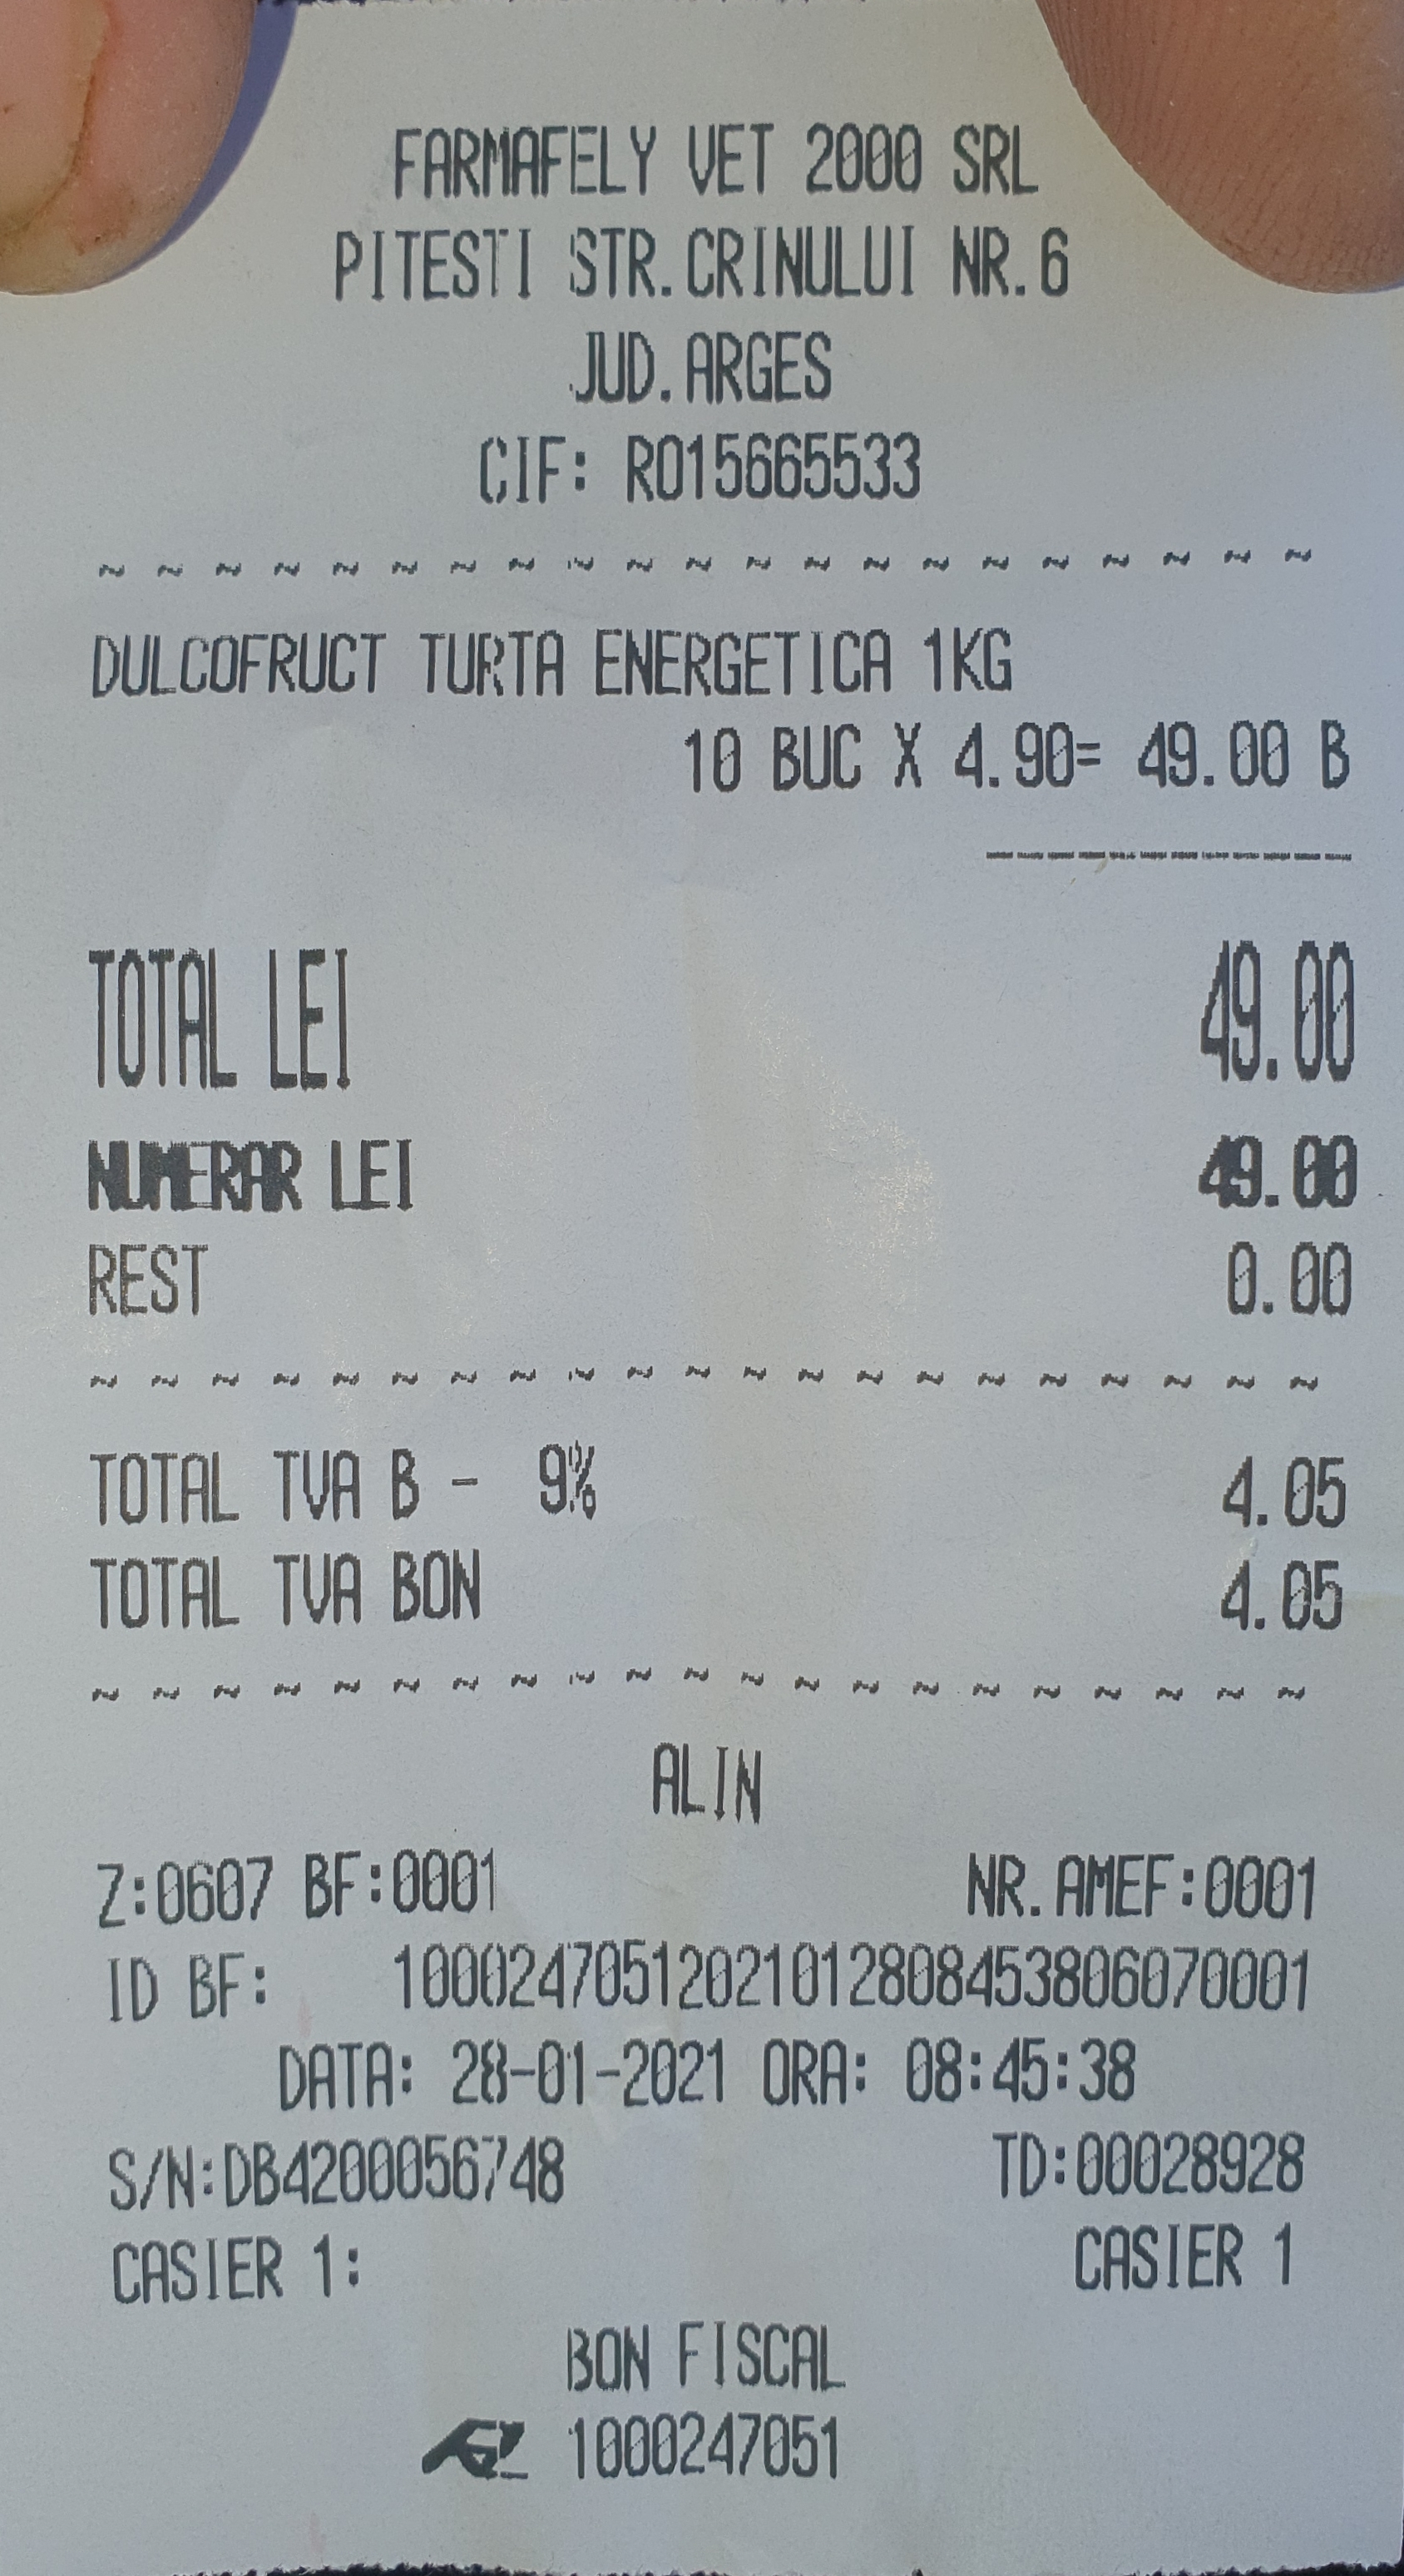 FARMAFELY VET 2000 SRL
PITESTI STR.CRINULUI NR.6
JUD.ARGES
CIF: RO15665533
~ ~ ~ ~ ~ ~ ~ ~ ~ ~ ~ ~ ~ ~ ~ ~ ~ ~ ~ ~ ~
DULCOFRUCT TURTA ENERGETICA 1KG
10 BUC X 4.90= 49.00 B
------------
TOTAL LEI 49.00
NUMERAR LEI 49.00
REST 0.00
~ ~ ~ ~ ~ ~ ~ ~ ~ ~ ~ ~ ~ ~ ~ ~ ~ ~ ~ ~ ~
TOTAL TVA B - 9% 4.05
TOTAL TVA BON 4.05
~ ~ ~ ~ ~ ~ ~ ~ ~ ~ ~ ~ ~ ~ ~ ~ ~ ~ ~ ~ ~
ALIN
Z:0607 BF:0001 NR.AMEF:0001
ID BF: 10002470512021012808453806070001
DATA: 28-01-2021 ORA: 08:45:38
S/N:DB4200056748 TD:00028928
CASIER 1: CASIER 1
BON FISCAL
1000247051